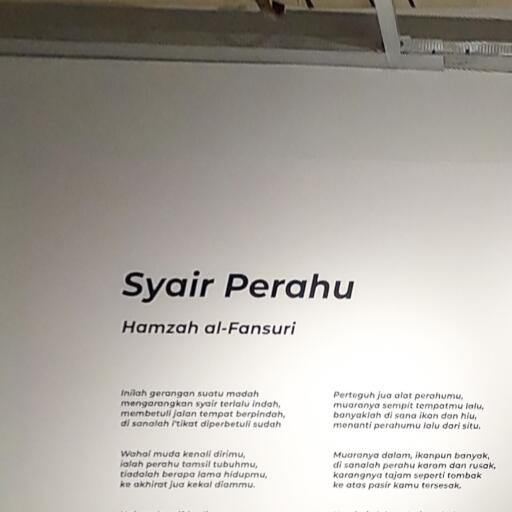 Syair Perahu
Hamzah al-Fansuri
Inilah gerangan suatu madah
mengarangkan syair terlalu indah,
membetuli jalan tempat berpindah,
di sanalah i'tikat diperbetuli sudah
Wahai muda kenali dirimu,
ialah perahu tamsil tubuhmu,
tiadalah berapa lama hidupmu,
ke akhirat jua kekal diammu.
Perteguh jua alat perahumu,
muaranya sempit tempatmu lalu,
banyaklah di sana ikan dan hiu,
menanti perahumu lalu dari situ.
Muaranya dalam, ikanpun banyak,
di sanalah perahu karam dan rusak,
karangnya tajam seperti tombak
ke atas pasir kamu tersesak.